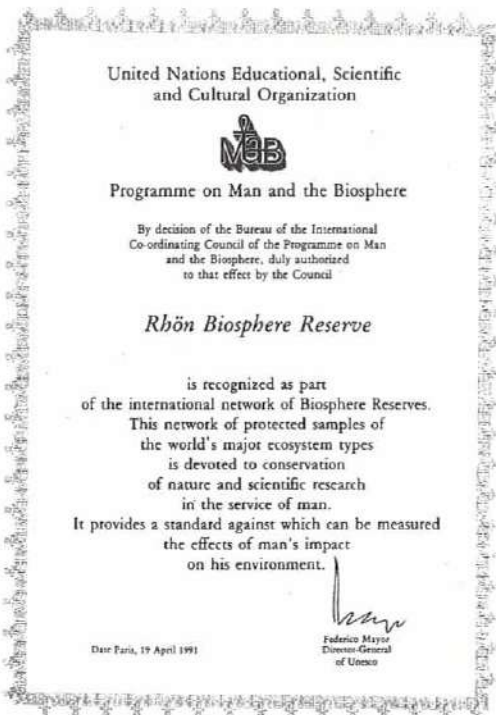 United Nations Educational, Scientific
and Cultural Organization
MAB
Programme on Man and the Biosphere
By decision of the Bureau of the International
Co-ordinating Council of the Programme on Man
and the Biosphere, duly authorized
to that effect by the Council
Rhön Biosphere Reserve
is recognized as part
of the international network of Biosphere Reserves.
This network of protected samples of
the world's major ecosystem types
is devoted to conservation
of nature and scientific research
in the service of man.
It provides a standard against which can be measured
the effects of man's impact
on his environment.
Date Paris, 19 April 1991
Federico Mayor
Director-General
of Unesco